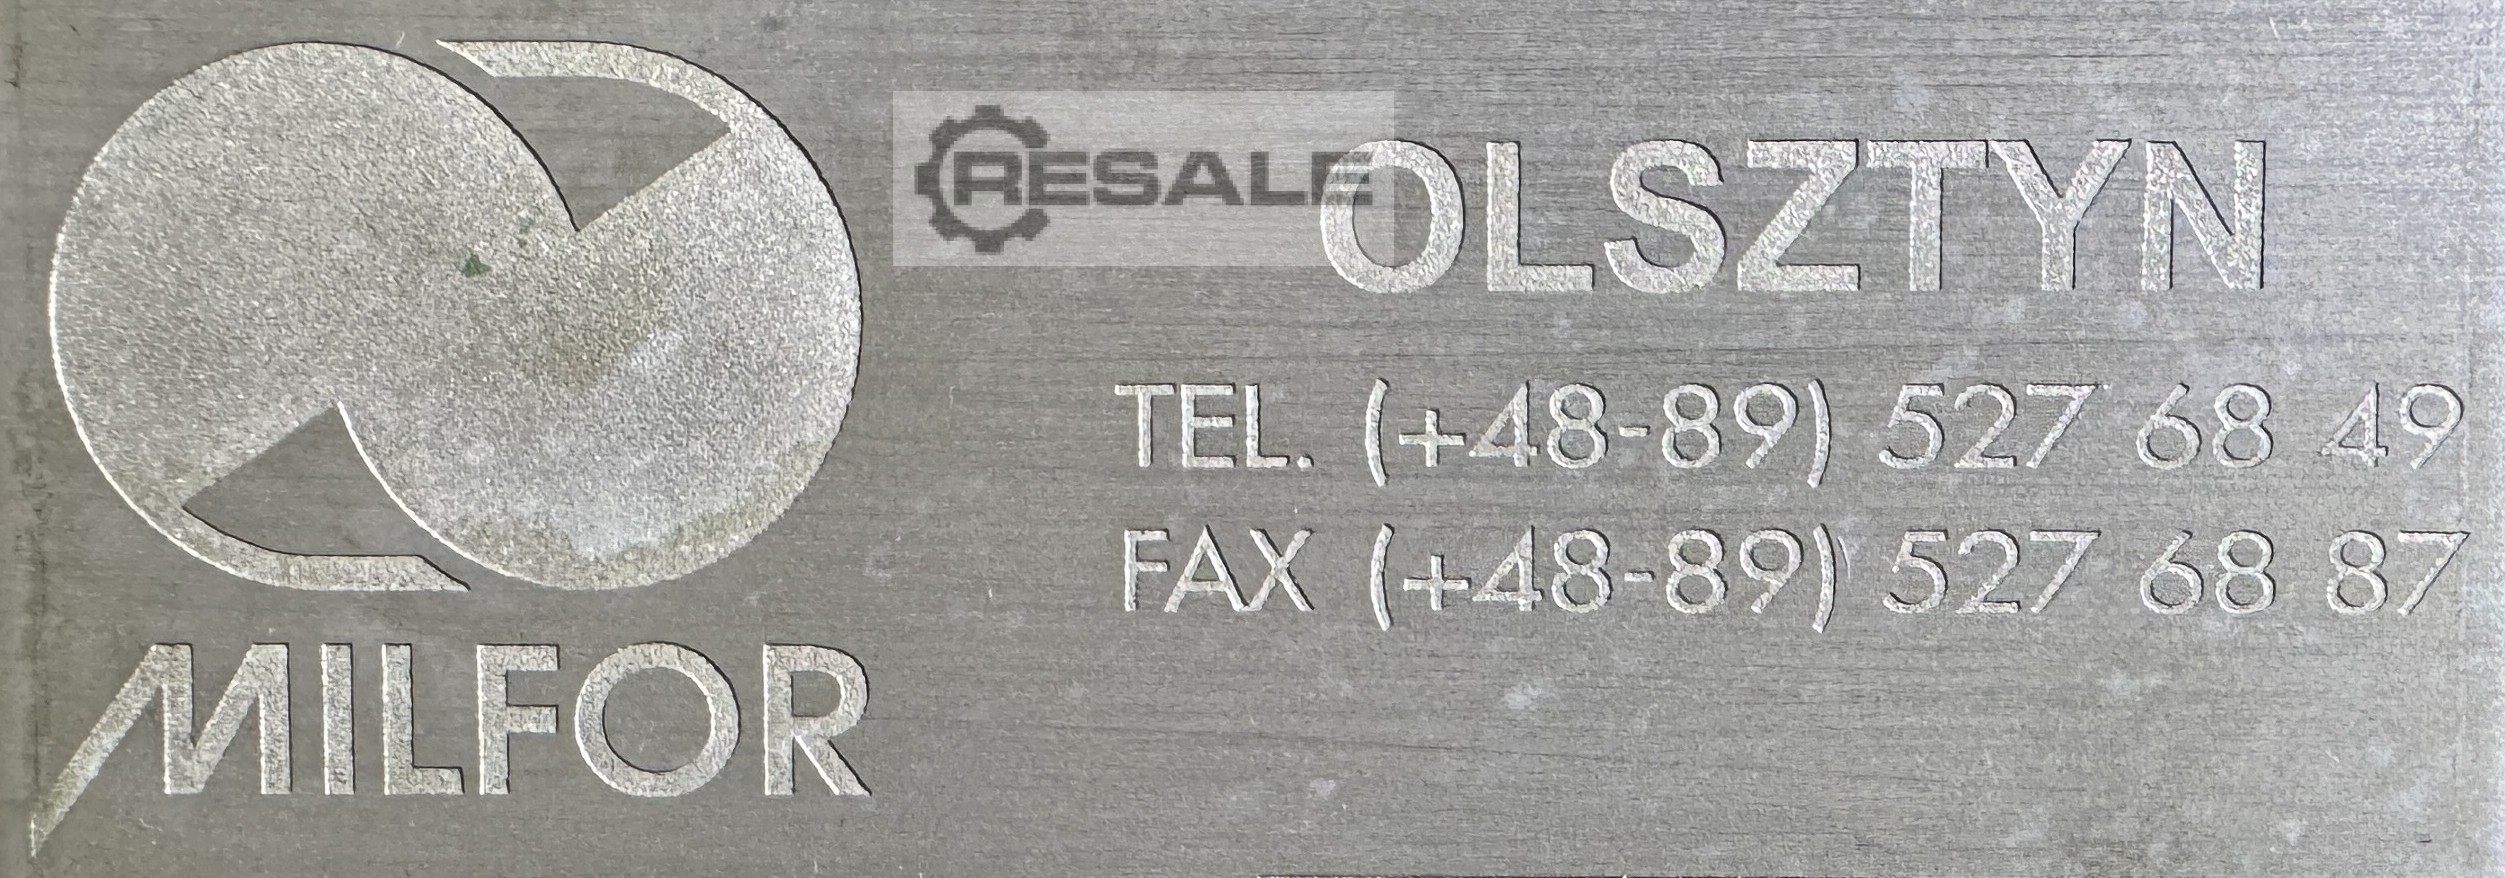 RESALE
OLSZTYN
TEL. (+48-89) 527 68 49
FAX (+48-89) 527 68 87
MILFOR